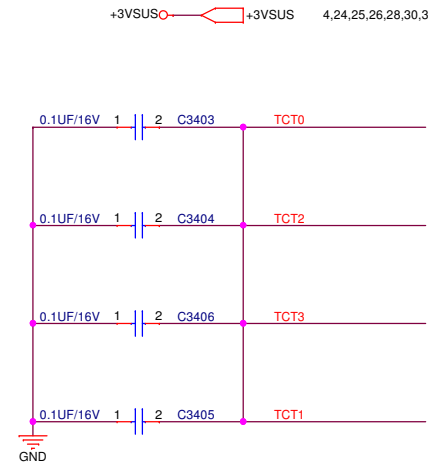 +3VSUS +3VSUS 4,24,25,26,28,30,3
0.1UF/16V 1 2 C3403 TCT0
0.1UF/16V 1 2 C3404 TCT2
0.1UF/16V 1 2 C3406 TCT3
0.1UF/16V 1 2 C3405 TCT1
GND